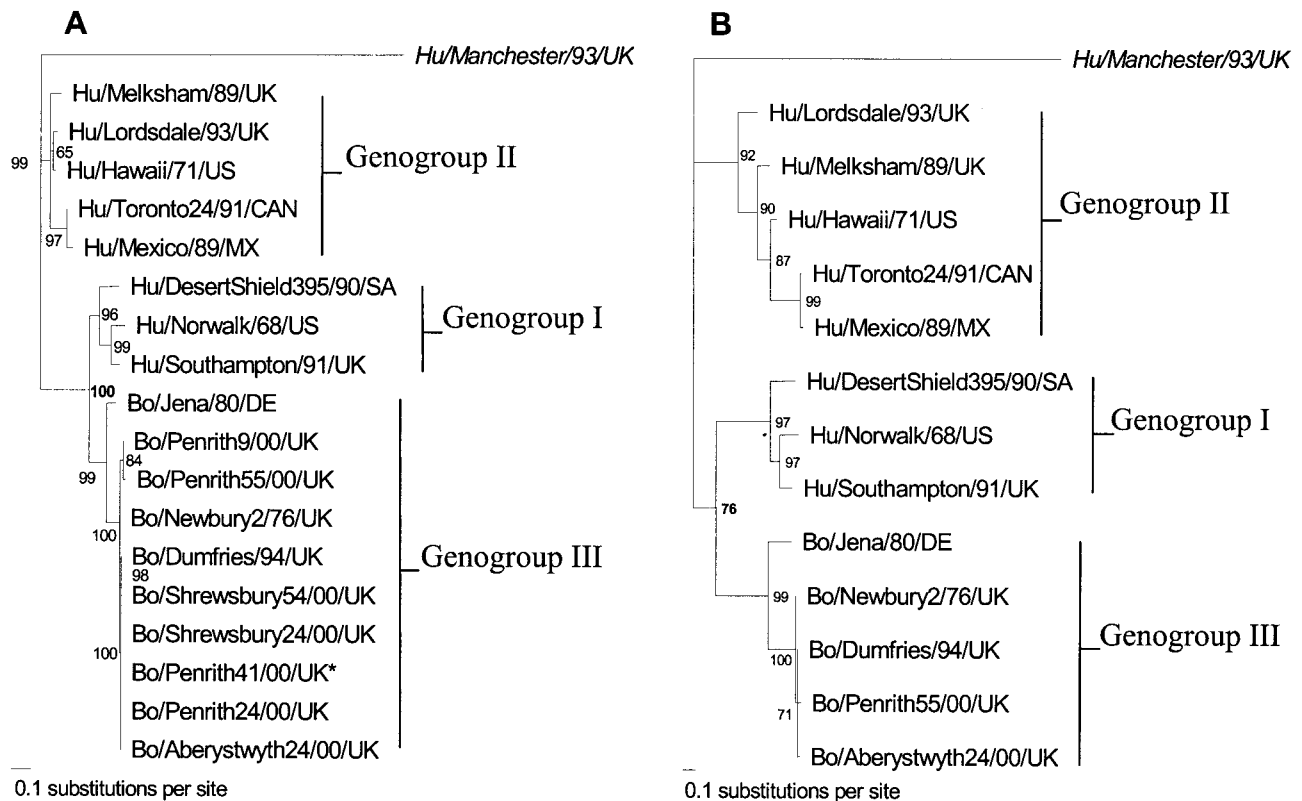 A
Hu/Manchester/93/UK
Hu/Melksham/89/UK
Hu/Lordsdale/93/UK
99
65
Hu/Hawaii/71/US
Genogroup II
Hu/Toronto24/91/CAN
97
Hu/Mexico/89/MX
Hu/DesertShield395/90/SA
96
Hu/Norwalk/68/US
Genogroup I
99
Hu/Southampton/91/UK
100
Bo/Jena/80/DE
Bo/Penrith9/00/UK
84
99
Bo/Penrith55/00/UK
Bo/Newbury2/76/UK
100
Bo/Dumfries/94/UK
Genogroup III
98
Bo/Shrewsbury54/00/UK
Bo/Shrewsbury24/00/UK
100
Bo/Penrith41/00/UK*
Bo/Penrith24/00/UK
Bo/Aberystwyth24/00/UK
0.1 substitutions per site
B
Hu/Manchester/93/UK
Hu/Lordsdale/93/UK
92
Hu/Melksham/89/UK
90
Hu/Hawaii/71/US
Genogroup II
87
Hu/Toronto24/91/CAN
99
Hu/Mexico/89/MX
Hu/DesertShield395/90/SA
97
Hu/Norwalk/68/US
Genogroup I
97
Hu/Southampton/91/UK
76
Bo/Jena/80/DE
99
Bo/Newbury2/76/UK
Bo/Dumfries/94/UK
Genogroup III
100
Bo/Penrith55/00/UK
71
Bo/Aberystwyth24/00/UK
0.1 substitutions per site